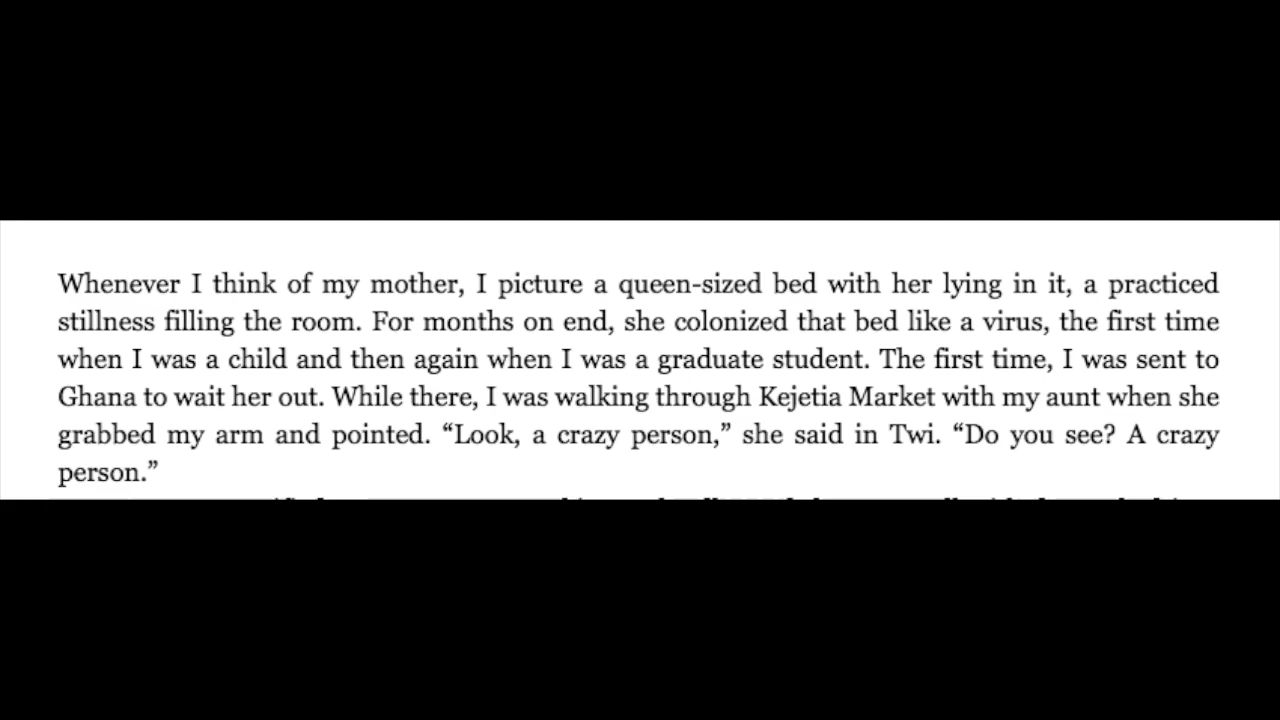 Whenever I think of my mother, I picture a queen-sized bed with her lying in it, a practiced
stillness filling the room. For months on end, she colonized that bed like a virus, the first time
when I was a child and then again when I was a graduate student. The first time, I was sent to
Ghana to wait her out. While there, I was walking through Kejetia Market with my aunt when she
grabbed my arm and pointed. “Look, a crazy person,” she said in Twi. “Do you see? A crazy
person.”